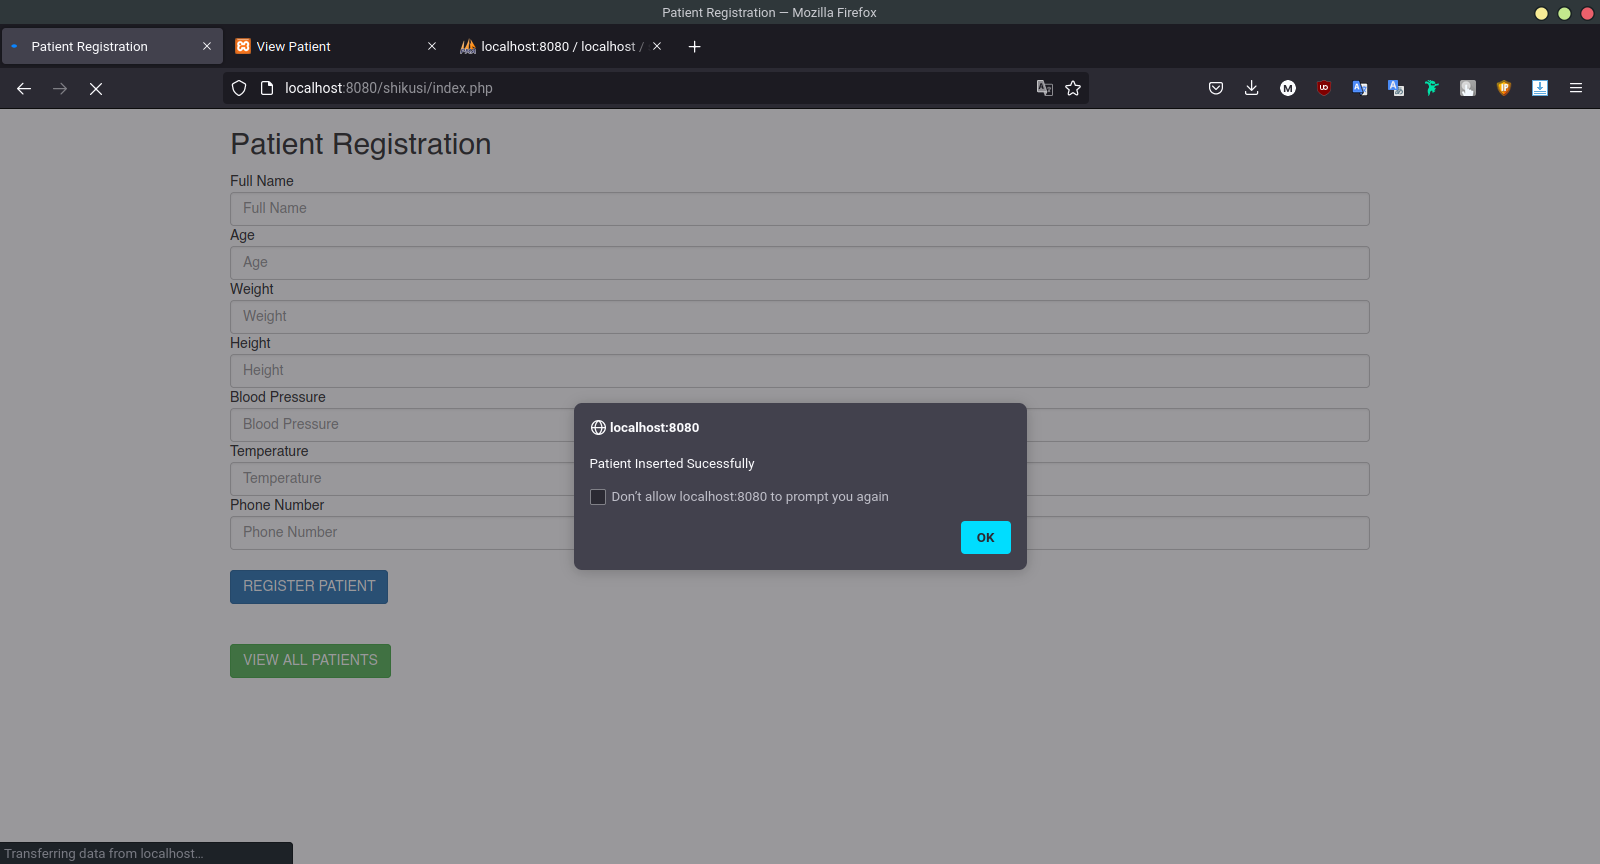 Patient Registration — Mozilla Firefox
Patient Registration
View Patient
localhost:8080 / localhost /
localhost:8080/shikusi/index.php
Patient Registration
Full Name
Full Name
Age
Age
Weight
Weight
Height
Height
Blood Pressure
Blood Pressure
Temperature
Temperature
Phone Number
Phone Number
localhost:8080
Patient Inserted Sucessfully
Don't allow localhost:8080 to prompt you again
OK
REGISTER PATIENT
VIEW ALL PATIENTS
Transferring data from localhost…